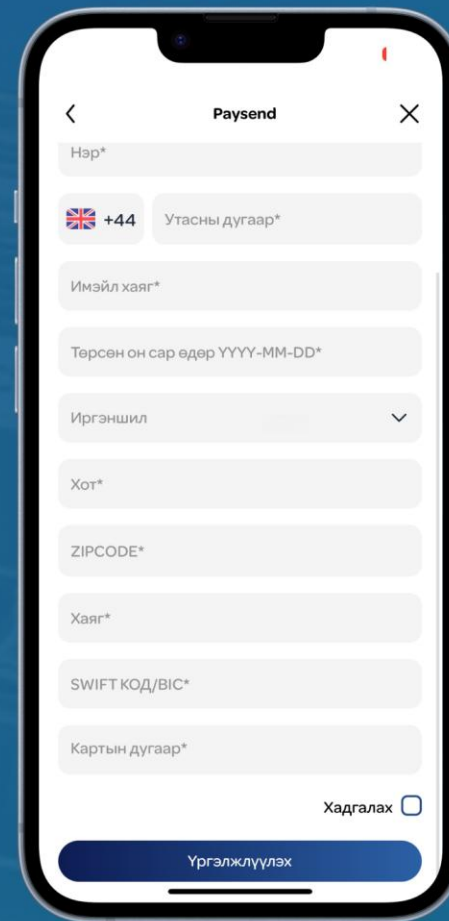 Paysend
Нэр*
+44 Утасны дугаар*
Имэйл хаяг*
Төрсөн он сар өдөр YYYY-MM-DD*
Иргэншил
Хот*
ZIPCODE*
Хаяг*
SWIFT КОД/BIC*
Картын дугаар*
Хадгалах
Үргэлжлүүлэх